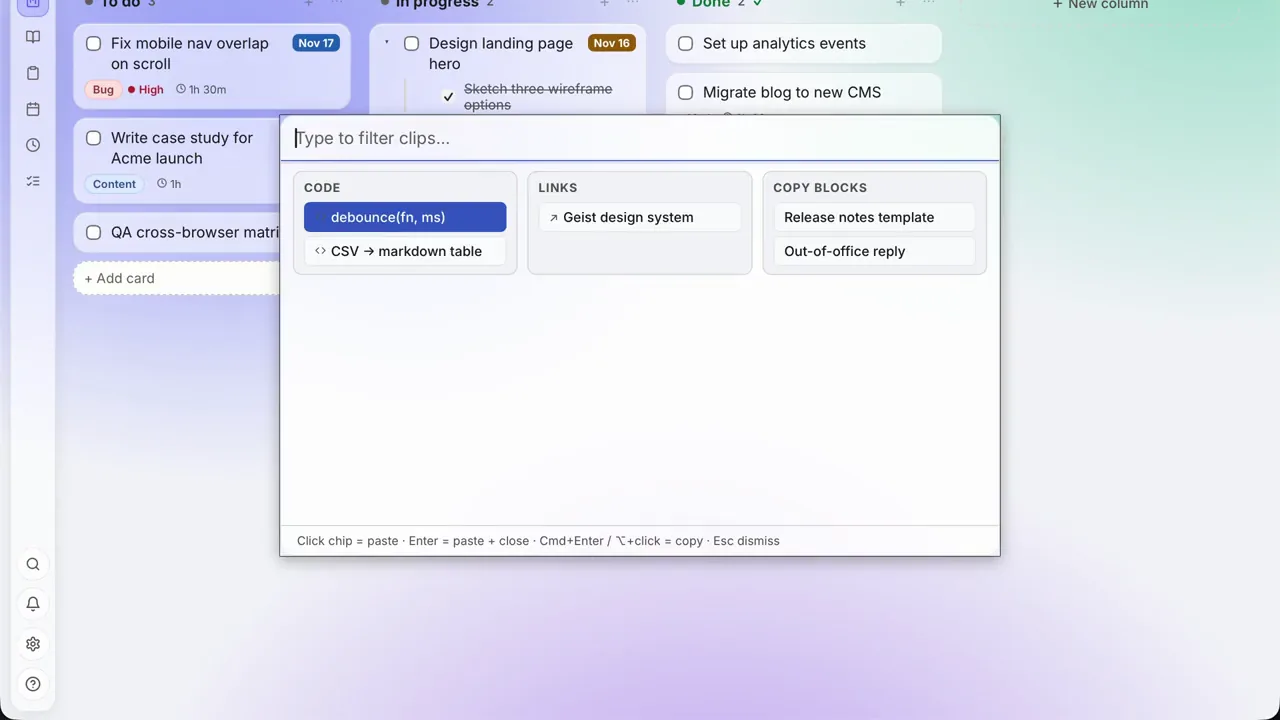 To do 3
In progress 2
Done 2
+ New column
Fix mobile nav overlap
on scroll
Nov 17
Bug
High
1h 30m
Write case study for
Acme launch
Content
1h
QA cross-browser matri
+ Add card
Design landing page
hero
Nov 16
Sketch three wireframe
options
Set up analytics events
Migrate blog to new CMS
Type to filter clips...
CODE
debounce(fn, ms)
CSV → markdown table
LINKS
↗ Geist design system
COPY BLOCKS
Release notes template
Out-of-office reply
Click chip = paste · Enter = paste + close · Cmd+Enter / ⌥+click = copy · Esc dismiss